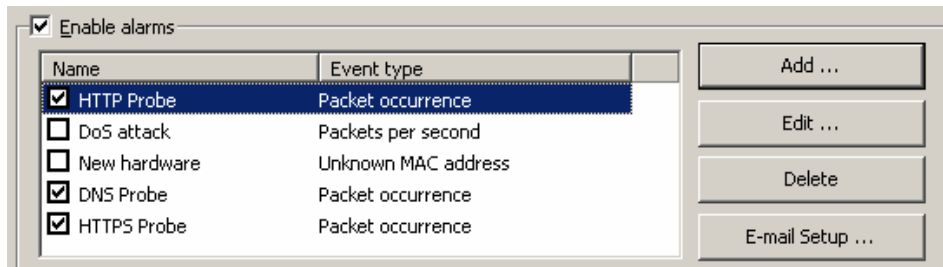 Enable alarms
Name Event type
Add ...
HTTP Probe Packet occurrence
DoS attack Packets per second
Edit ...
New hardware Unknown MAC address
DNS Probe Packet occurrence
Delete
HTTPS Probe Packet occurrence
E-mail Setup ...